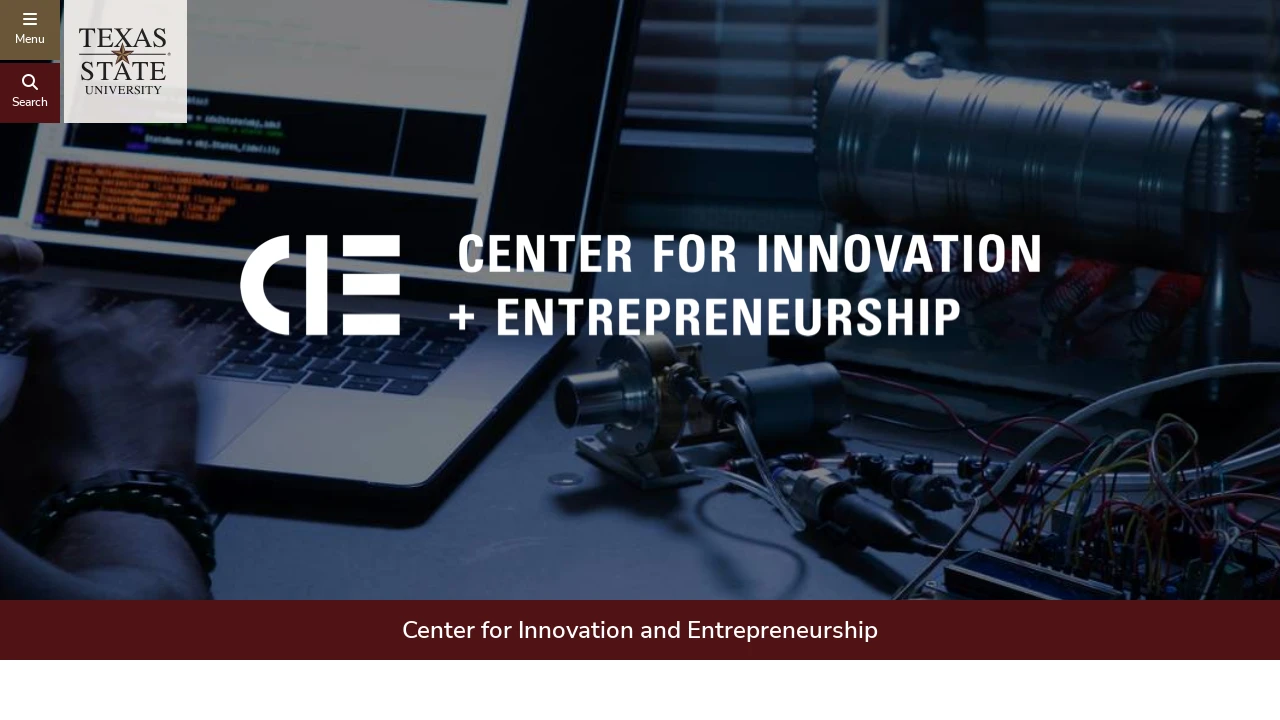 Menu
Search
TEXAS
STATE
UNIVERSITY
CIE
CENTER FOR INNOVATION
+ ENTREPRENEURSHIP
Center for Innovation and Entrepreneurship